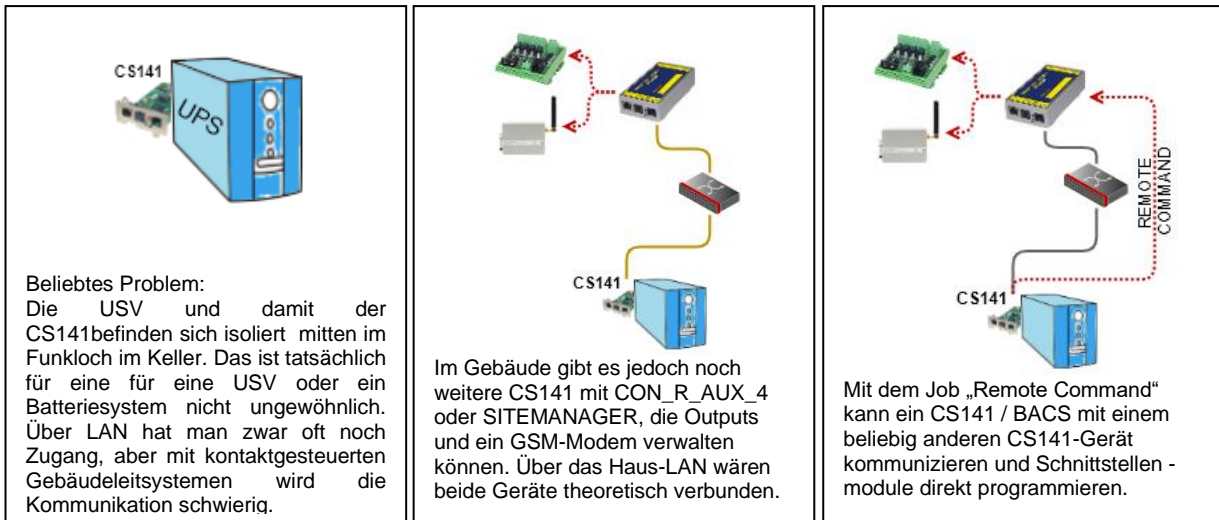 CS141
UPS
Beliebtes Problem:
Die USV und damit der
CS141befinden sich isoliert mitten im
Funkloch im Keller. Das ist tatsächlich
für eine für eine USV oder ein
Batteriesystem nicht ungewöhnlich.
Über LAN hat man zwar oft noch
Zugang, aber mit kontaktgesteuerten
Gebäudeleitsystemen wird die
Kommunikation schwierig.
CS141
Im Gebäude gibt es jedoch noch
weitere CS141 mit CON_R_AUX_4
oder SITEMANAGER, die Outputs
und ein GSM-Modem verwalten
können. Über das Haus-LAN wären
beide Geräte theoretisch verbunden.
REMOTE
COMMAND
CS141
Mit dem Job „Remote Command“
kann ein CS141 / BACS mit einem
beliebig anderen CS141-Gerät
kommunizieren und Schnittstellen -
module direkt programmieren.